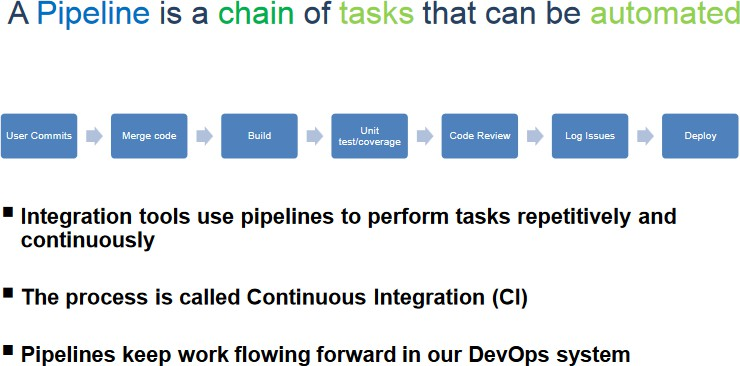 A Pipeline is a chain of tasks that can be automated
User Commits
Merge code
Build
Unit
test/coverage
Code Review
Log Issues
Deploy
▪ Integration tools use pipelines to perform tasks repetitively and
continuously
▪ The process is called Continuous Integration (CI)
▪ Pipelines keep work flowing forward in our DevOps system